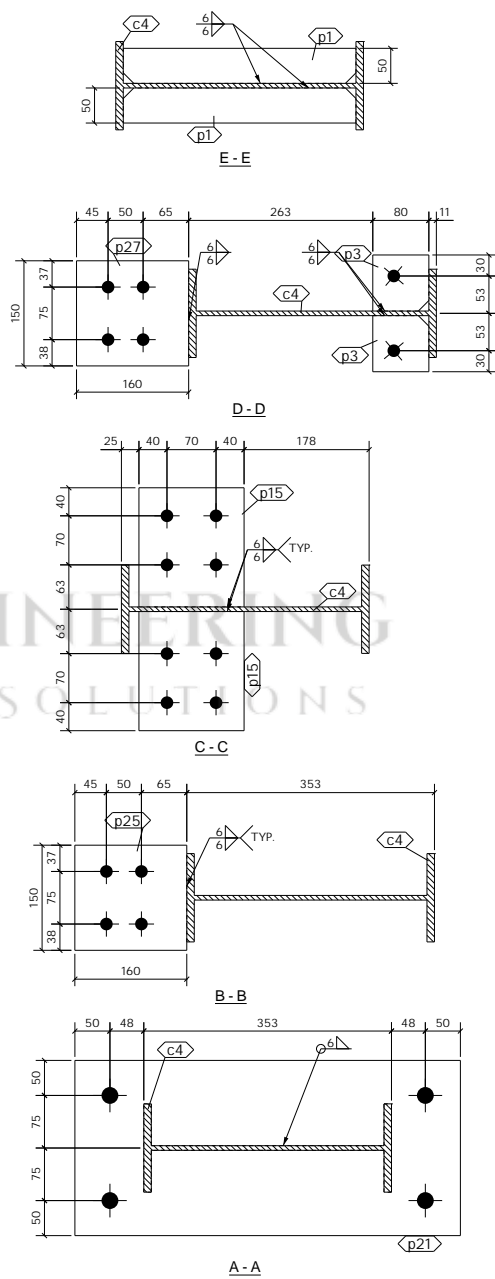 c4
6
6
p1
50
50
p1
E - E
45 50 65 263 80 11
p27
6
6
6
6
p3
37
30
150
75
c4
53
53
38
p3
30
160
D - D
25 40 70 40 178
40
p15
70
6
6
TYP.
63
c4
63
INEERING
p15
70
SOLUTIONS
40
C - C
45 50 65 353
p25
6
6
TYP.
c4
37
150
75
38
160
B - B
50 48 353 48 50
c4
6
50
75
75
50
p21
A - A